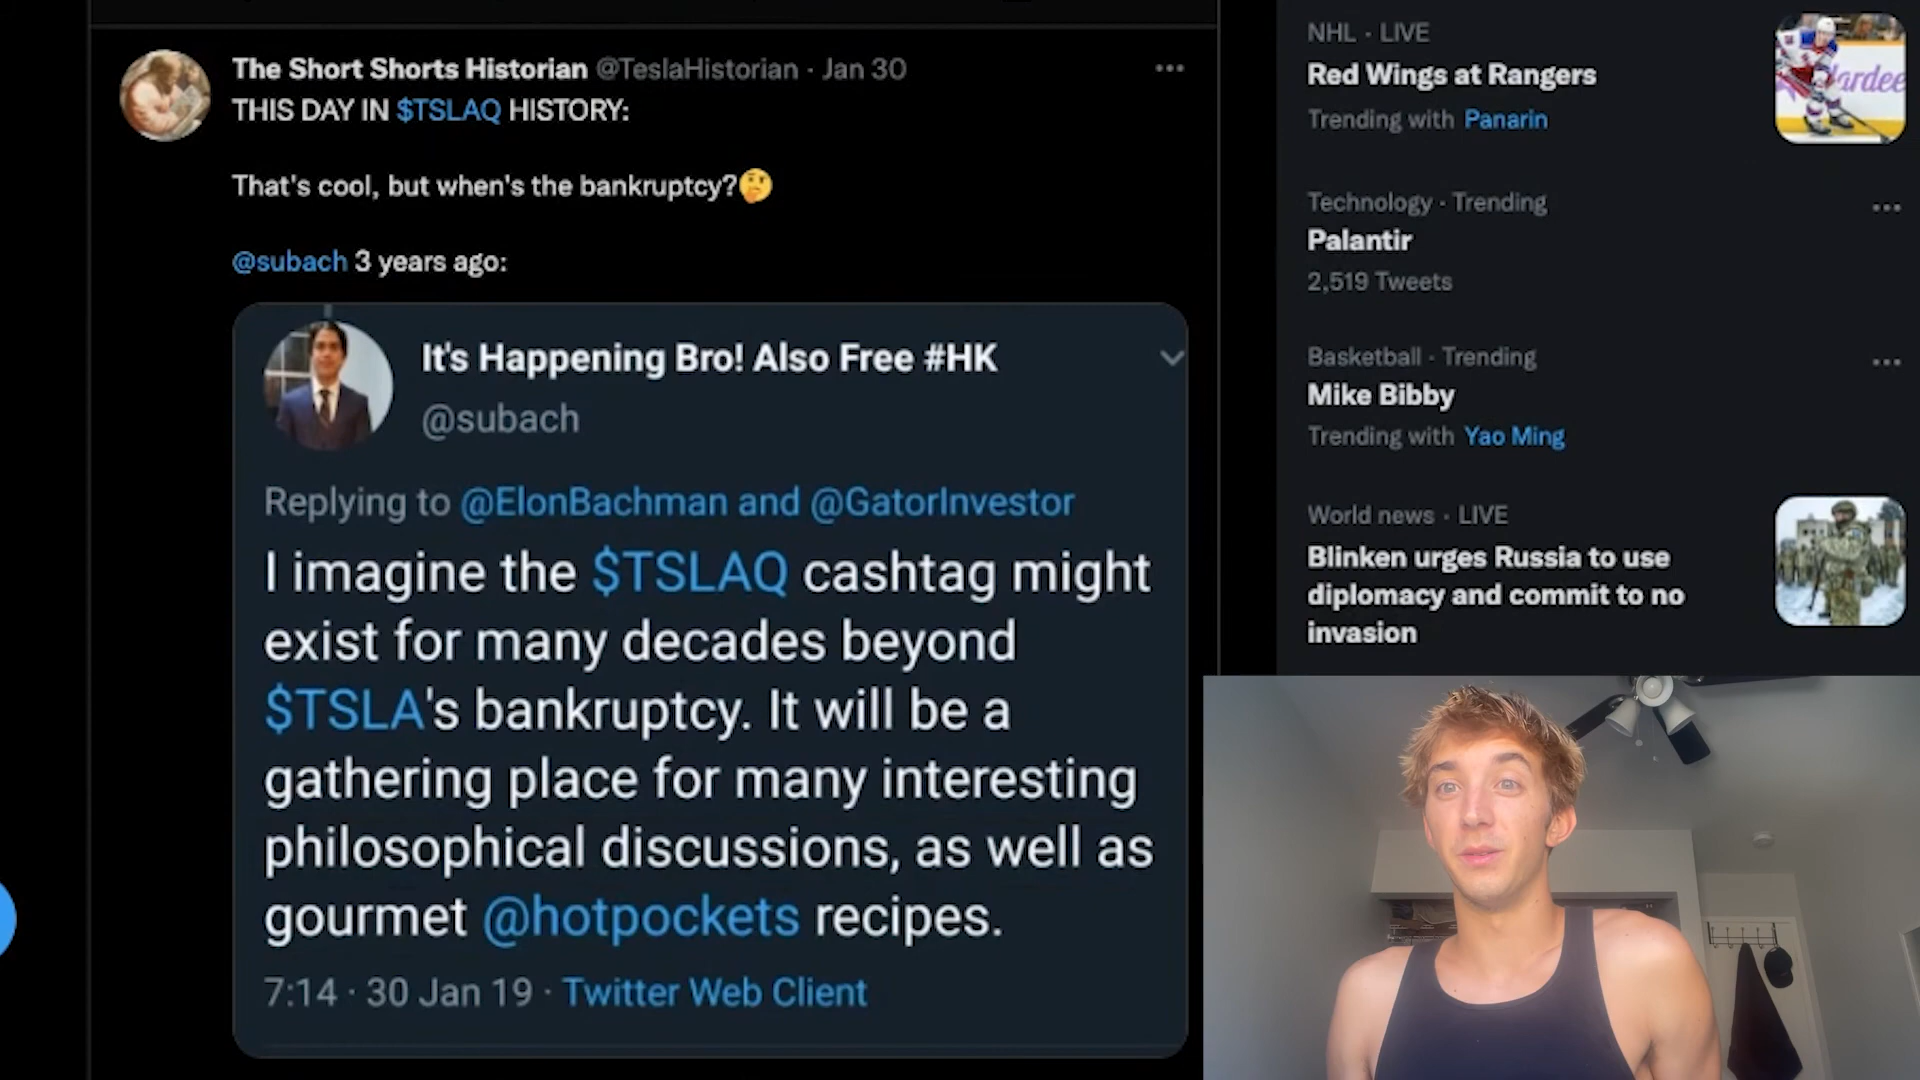 The Short Shorts Historian @TeslaHistorian · Jan 30
THIS DAY IN $TSLAQ HISTORY:
That's cool, but when's the bankruptcy?🤔
@subach 3 years ago:
It's Happening Bro! Also Free #HK
@subach
Replying to @ElonBachman and @GatorInvestor
I imagine the $TSLAQ cashtag might
exist for many decades beyond
$TSLA's bankruptcy. It will be a
gathering place for many interesting
philosophical discussions, as well as
gourmet @hotpockets recipes.
7:14 · 30 Jan 19 · Twitter Web Client
NHL · LIVE
Red Wings at Rangers
Trending with Panarin
Technology · Trending
Palantir
2,519 Tweets
Basketball · Trending
Mike Bibby
Trending with Yao Ming
World news · LIVE
Blinken urges Russia to use
diplomacy and commit to no
invasion